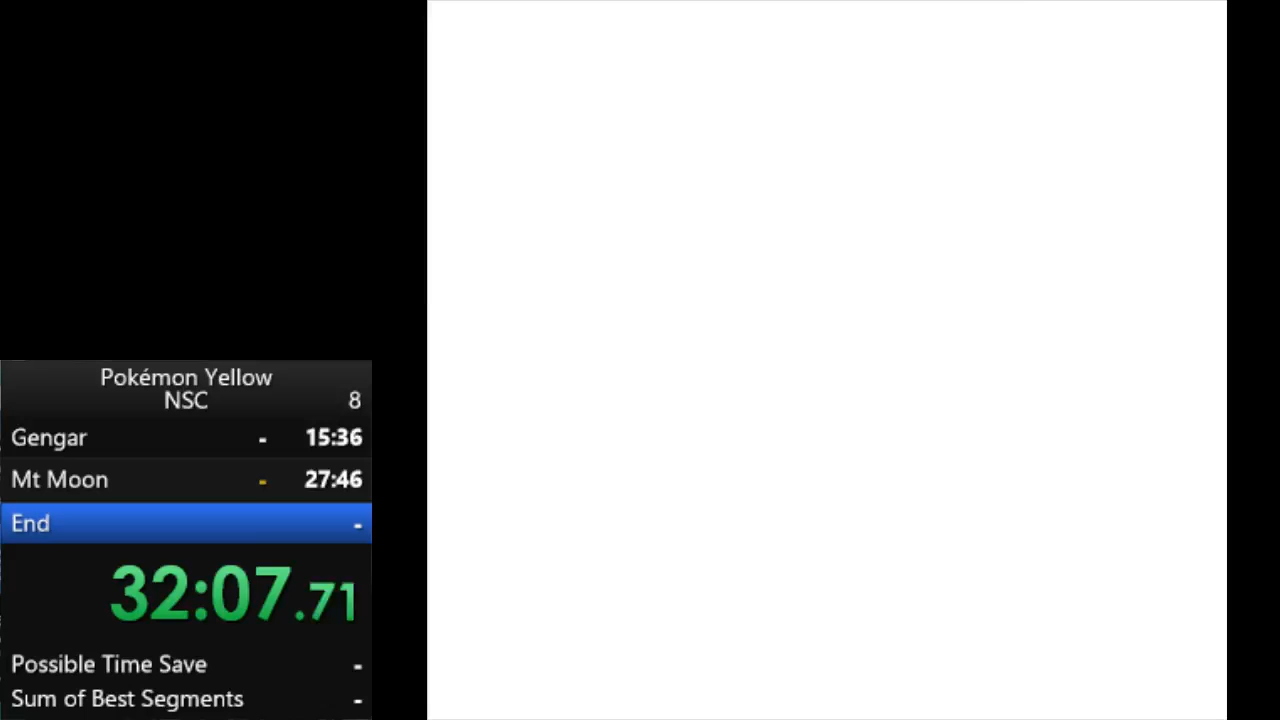 Pokémon Yellow
NSC 8
Gengar - 15:36
Mt Moon - 27:46
End -
32:07.71
Possible Time Save -
Sum of Best Segments -